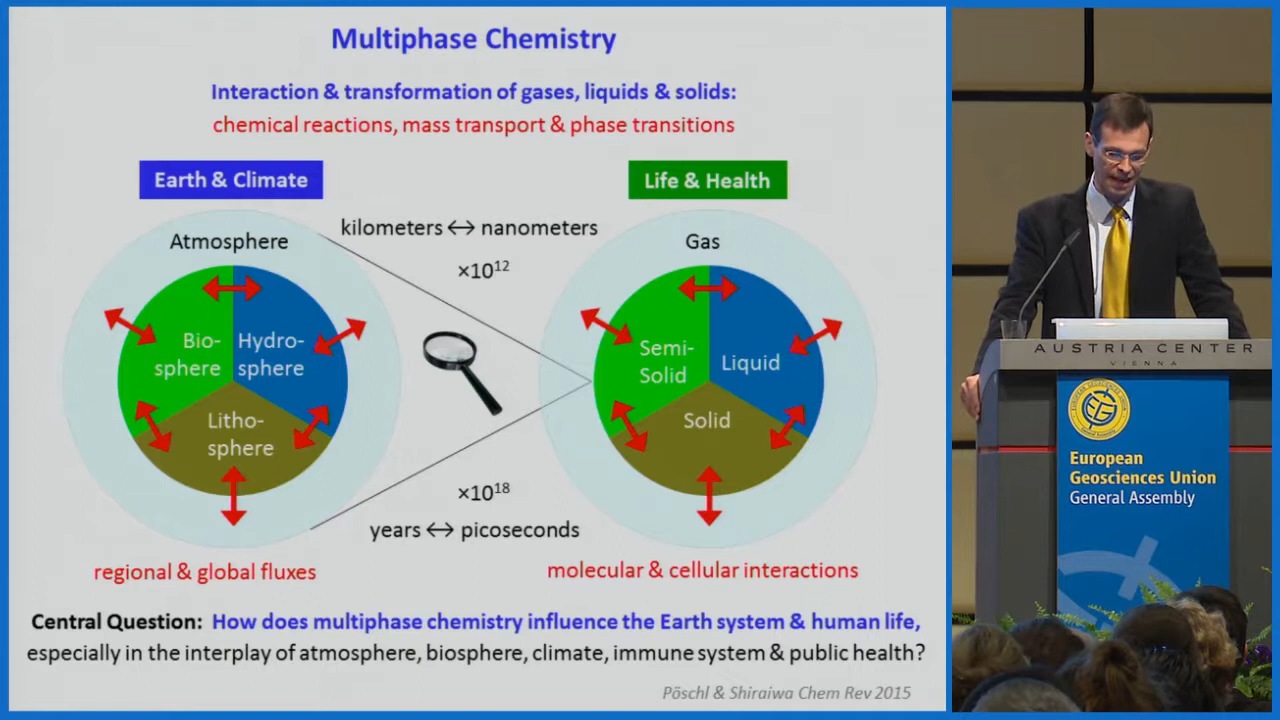 Multiphase Chemistry
Interaction & transformation of gases, liquids & solids:
chemical reactions, mass transport & phase transitions
Earth & Climate
Life & Health
kilometers ↔ nanometers
×10¹²
Atmosphere
Bio-
sphere
Hydro-
sphere
Litho-
sphere
Gas
Semi-
Solid
Liquid
Solid
×10¹⁸
years ↔ picoseconds
regional & global fluxes
molecular & cellular interactions
Central Question: How does multiphase chemistry influence the Earth system & human life,
especially in the interplay of atmosphere, biosphere, climate, immune system & public health?
Pöschl & Shiraiwa Chem Rev 2015
AUSTRIA CENTER
VIENNA
European
Geosciences Union
General Assembly